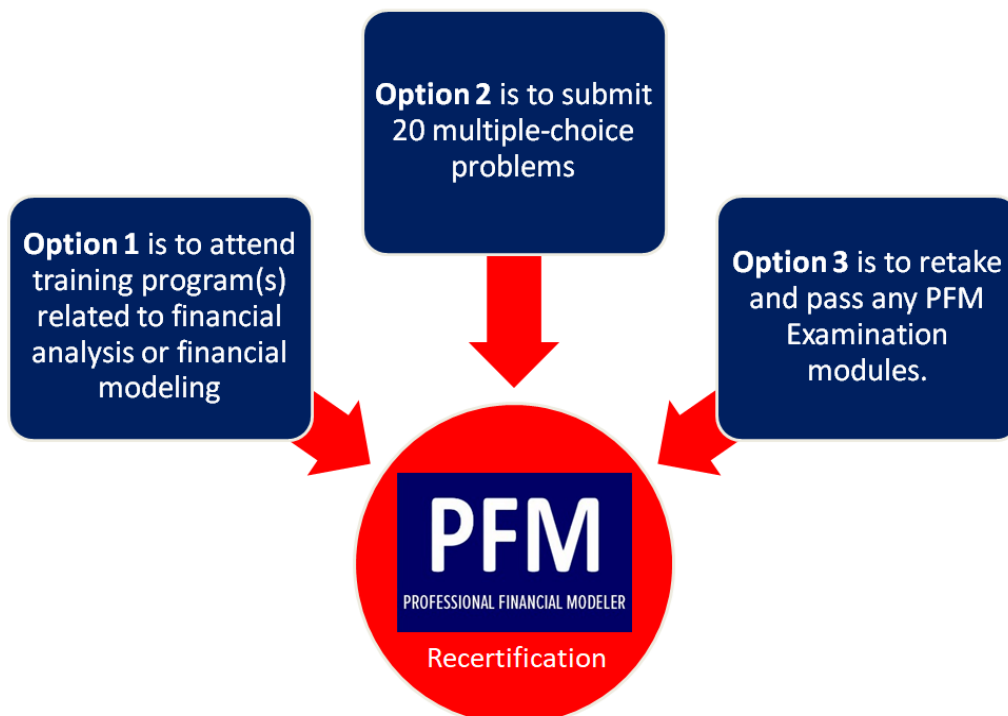 Option 1 is to attend
training program(s)
related to financial
analysis or financial
modeling
Option 2 is to submit
20 multiple-choice
problems
Option 3 is to retake
and pass any PFM
Examination
modules.
PFM
PROFESSIONAL FINANCIAL MODELER
Recertification